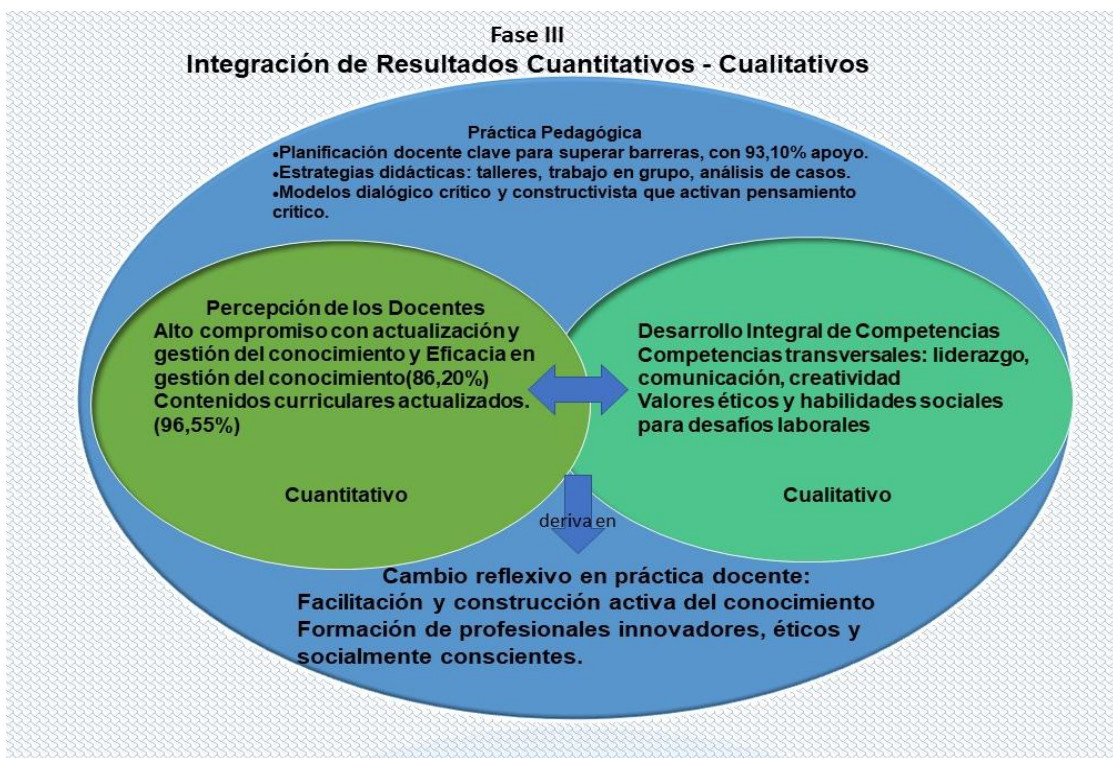 Fase III
Integración de Resultados Cuantitativos - Cualitativos
Práctica Pedagógica
•Planificación docente clave para superar barreras, con 93,10% apoyo.
•Estrategias didácticas: talleres, trabajo en grupo, análisis de casos.
•Modelos dialógico crítico y constructivista que activan pensamiento
crítico.
Percepción de los Docentes
Alto compromiso con actualización y
gestión del conocimiento y Eficacia en
gestión del conocimiento(86,20%)
Contenidos curriculares actualizados.
(96,55%)
Cuantitativo
Desarrollo Integral de Competencias
Competencias transversales: liderazgo,
comunicación, creatividad
Valores éticos y habilidades sociales
para desafíos laborales
Cualitativo
deriva en
Cambio reflexivo en práctica docente:
Facilitación y construcción activa del conocimiento
Formación de profesionales innovadores, éticos y
socialmente conscientes.